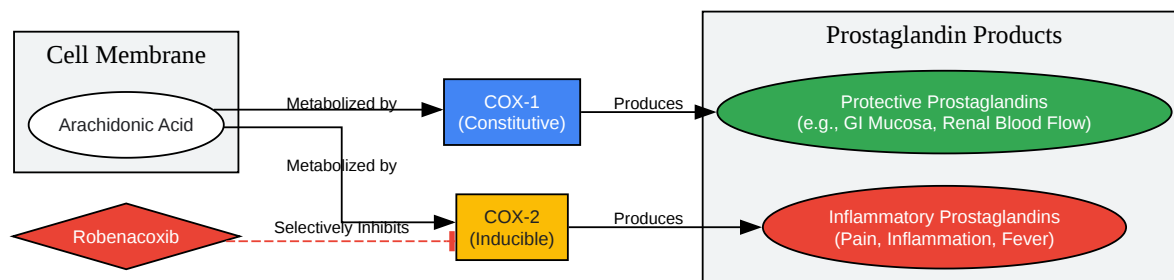 Cell Membrane
Arachidonic Acid
Metabolized by
Metabolized by
Robenacoxib
Selectively Inhibits
COX-1
(Constitutive)
COX-2
(Inducible)
Produces
Produces
Prostaglandin Products
Protective Prostaglandins
(e.g., GI Mucosa, Renal Blood Flow)
Inflammatory Prostaglandins
(Pain, Inflammation, Fever)